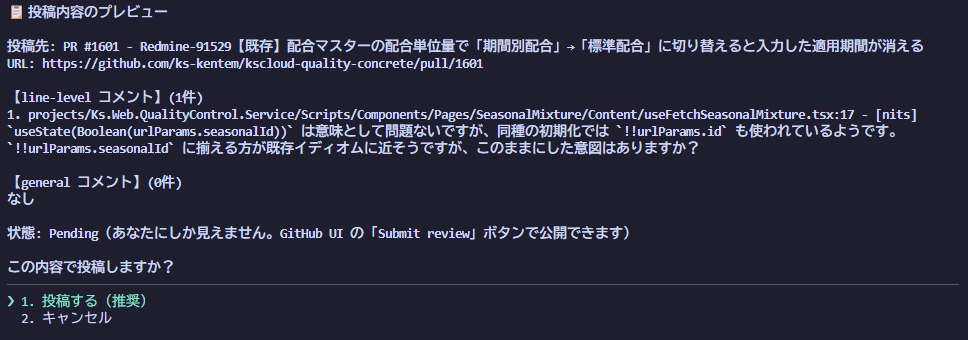 📋 投稿内容のプレビュー
投稿先: PR #1601 - Redmine-91529【既存】配合マスターの配合単位量で「期間別配合」→「標準配合」に切り替えると入力した適用期間が消える
URL: https://github.com/ks-kentem/kscloud-quality-concrete/pull/1601
【line-level コメント】(1件)
1. projects/Ks.Web.QualityControl.Service/Scripts/Components/Pages/SeasonalMixture/Content/useFetchSeasonalMixture.tsx:17 - [nits]
`useState(Boolean(urlParams.seasonalId))` は意味として問題ないですが、同種の初期化では `!!urlParams.id` も使われているようです。
`!!urlParams.seasonalId` に揃える方が既存イディオムに近そうですが、このままにした意図はありますか？
【general コメント】(0件)
なし
状態: Pending（あなたにしか見えません。GitHub UI の「Submit review」ボタンで公開できます）
この内容で投稿しますか？
❯ 1. 投稿する（推奨）
2. キャンセル